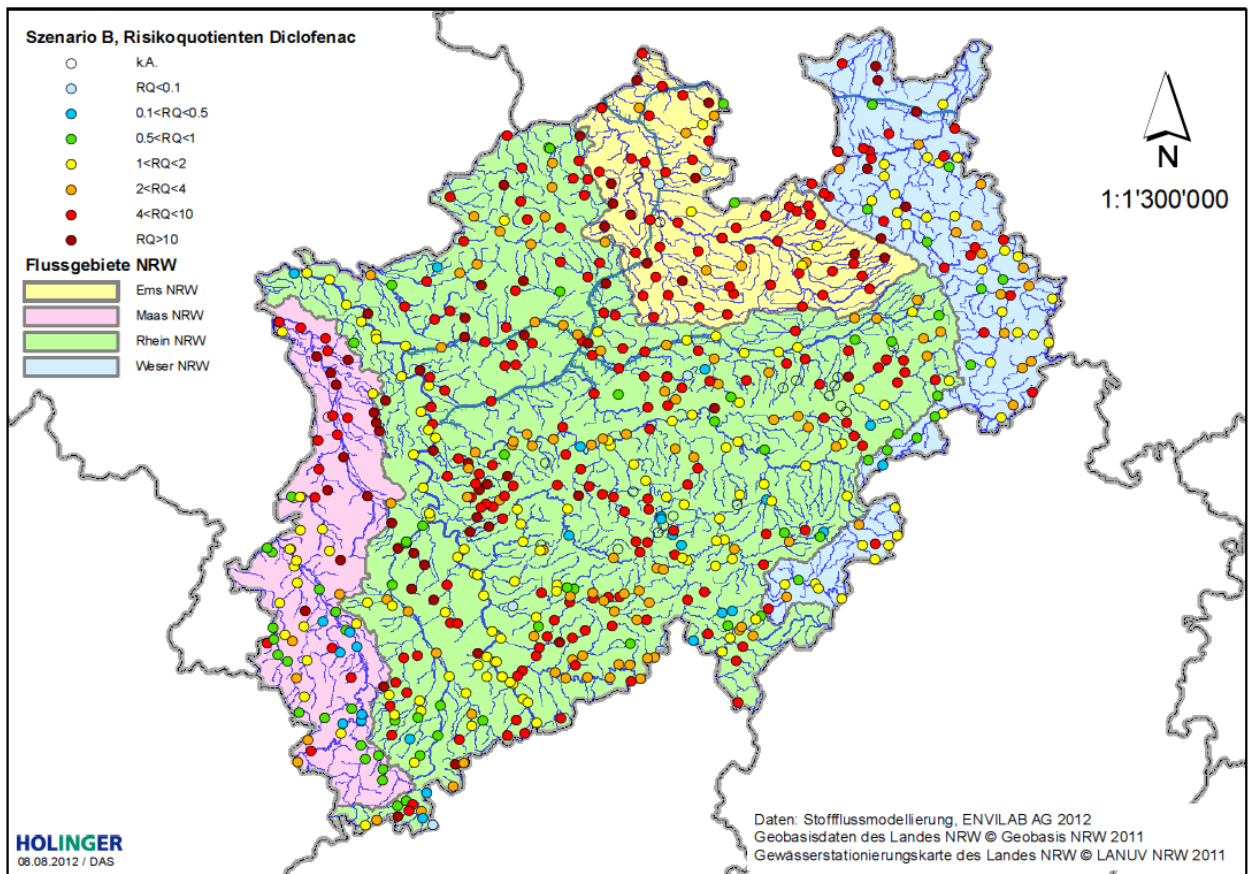 Szenario B, Risikoquotienten Diclofenac
k.A.
RQ<0.1
0.1<RQ<0.5
0.5<RQ<1
1<RQ<2
2<RQ<4
4<RQ<10
RQ>10
Flussgebiete NRW
Ems NRW
Maas NRW
Rhein NRW
Weser NRW
N
1:1'300'000
HOLINGER
08.08.2012 / DAS
Daten: Stoffflussmodellierung, ENVILAB AG 2012
Geobasisdaten des Landes NRW © Geobasis NRW 2011
Gewässerstationierungskarte des Landes NRW © LANUV NRW 2011